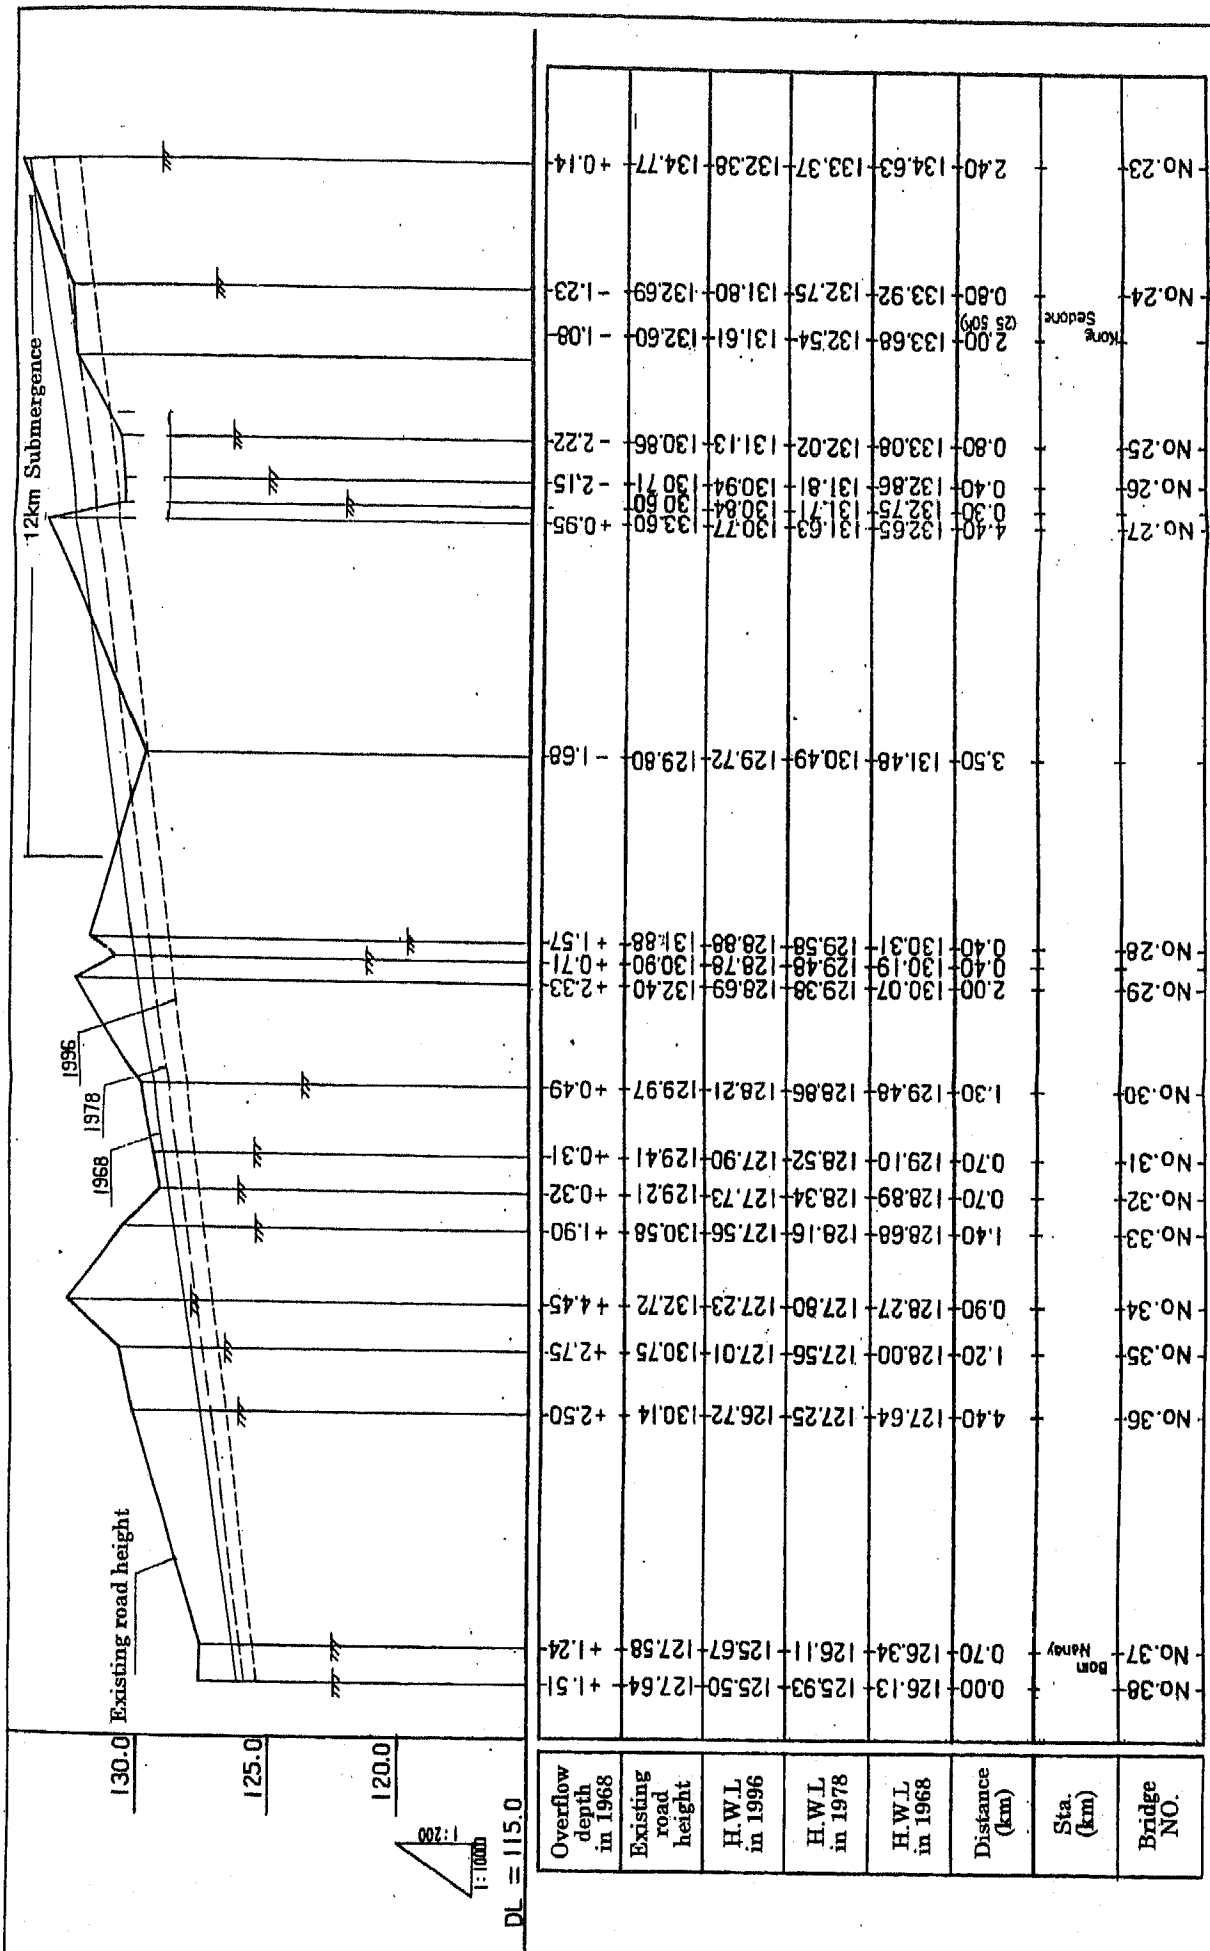 12km Submergence
1996
1978
1968
Existing road height
130.0
125.0
120.0
1:200
1:10000
DL = 115.0
Overflow depth in 1968
+1.51 +1.24 +2.50 +2.75 +4.45 +1.90 +0.32 +0.31 +0.49 +2.33 +0.71 +1.57 -1.68 +0.95 -2.15 -2.22 -1.08 -1.23 +0.14
Existing road height
127.64 127.58 130.14 130.75 132.72 130.58 129.21 129.41 129.97 132.40 130.90 131.88 129.80 133.60 130.60 130.71 130.86 132.60 132.69 134.77
H.W.L in 1996
125.50 125.67 126.72 127.01 127.23 127.56 127.73 127.90 128.21 128.69 128.78 128.88 129.72 130.77 130.84 130.94 131.13 131.61 131.80 132.38
H.W.L in 1978
125.93 126.11 127.25 127.56 127.80 128.16 128.34 128.52 128.86 129.38 129.48 129.58 130.49 131.63 131.71 131.81 132.02 132.54 132.75 133.37
H.W.L in 1968
126.13 126.34 127.64 128.00 128.27 128.68 128.89 129.10 129.48 130.07 130.19 130.31 131.48 132.65 132.75 132.86 133.08 133.68 133.92 134.63
Distance (km)
0.00 0.70 4.40 1.20 0.90 1.40 0.70 0.70 1.30 2.00 0.40 0.40 3.50 4.40 0.30 0.40 0.80 2.00 0.80 2.40
Sta. (km)
Nanay
Kong Sedone
Bridge NO.
No.38 No.37 No.36 No.35 No.34 No.33 No.32 No.31 No.30 No.29 No.28 No.27 No.26 No.25 No.24 No.23